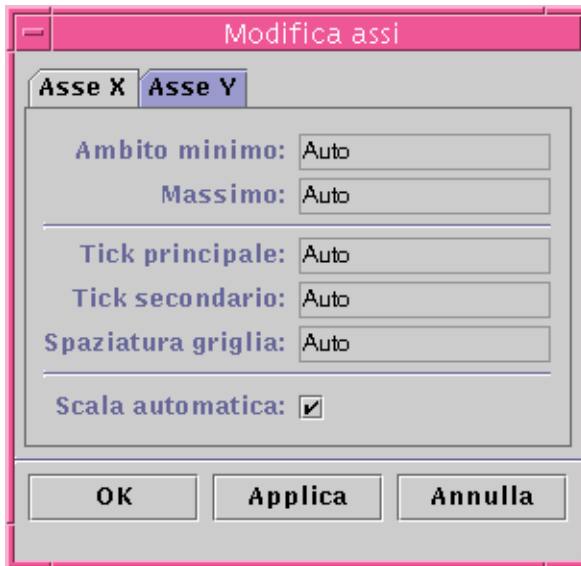 Modifica assi
Asse X Asse Y
Ambito minimo: Auto
Massimo: Auto
Tick principale: Auto
Tick secondario: Auto
Spaziatura griglia: Auto
Scala automatica:
OK Applica Annulla